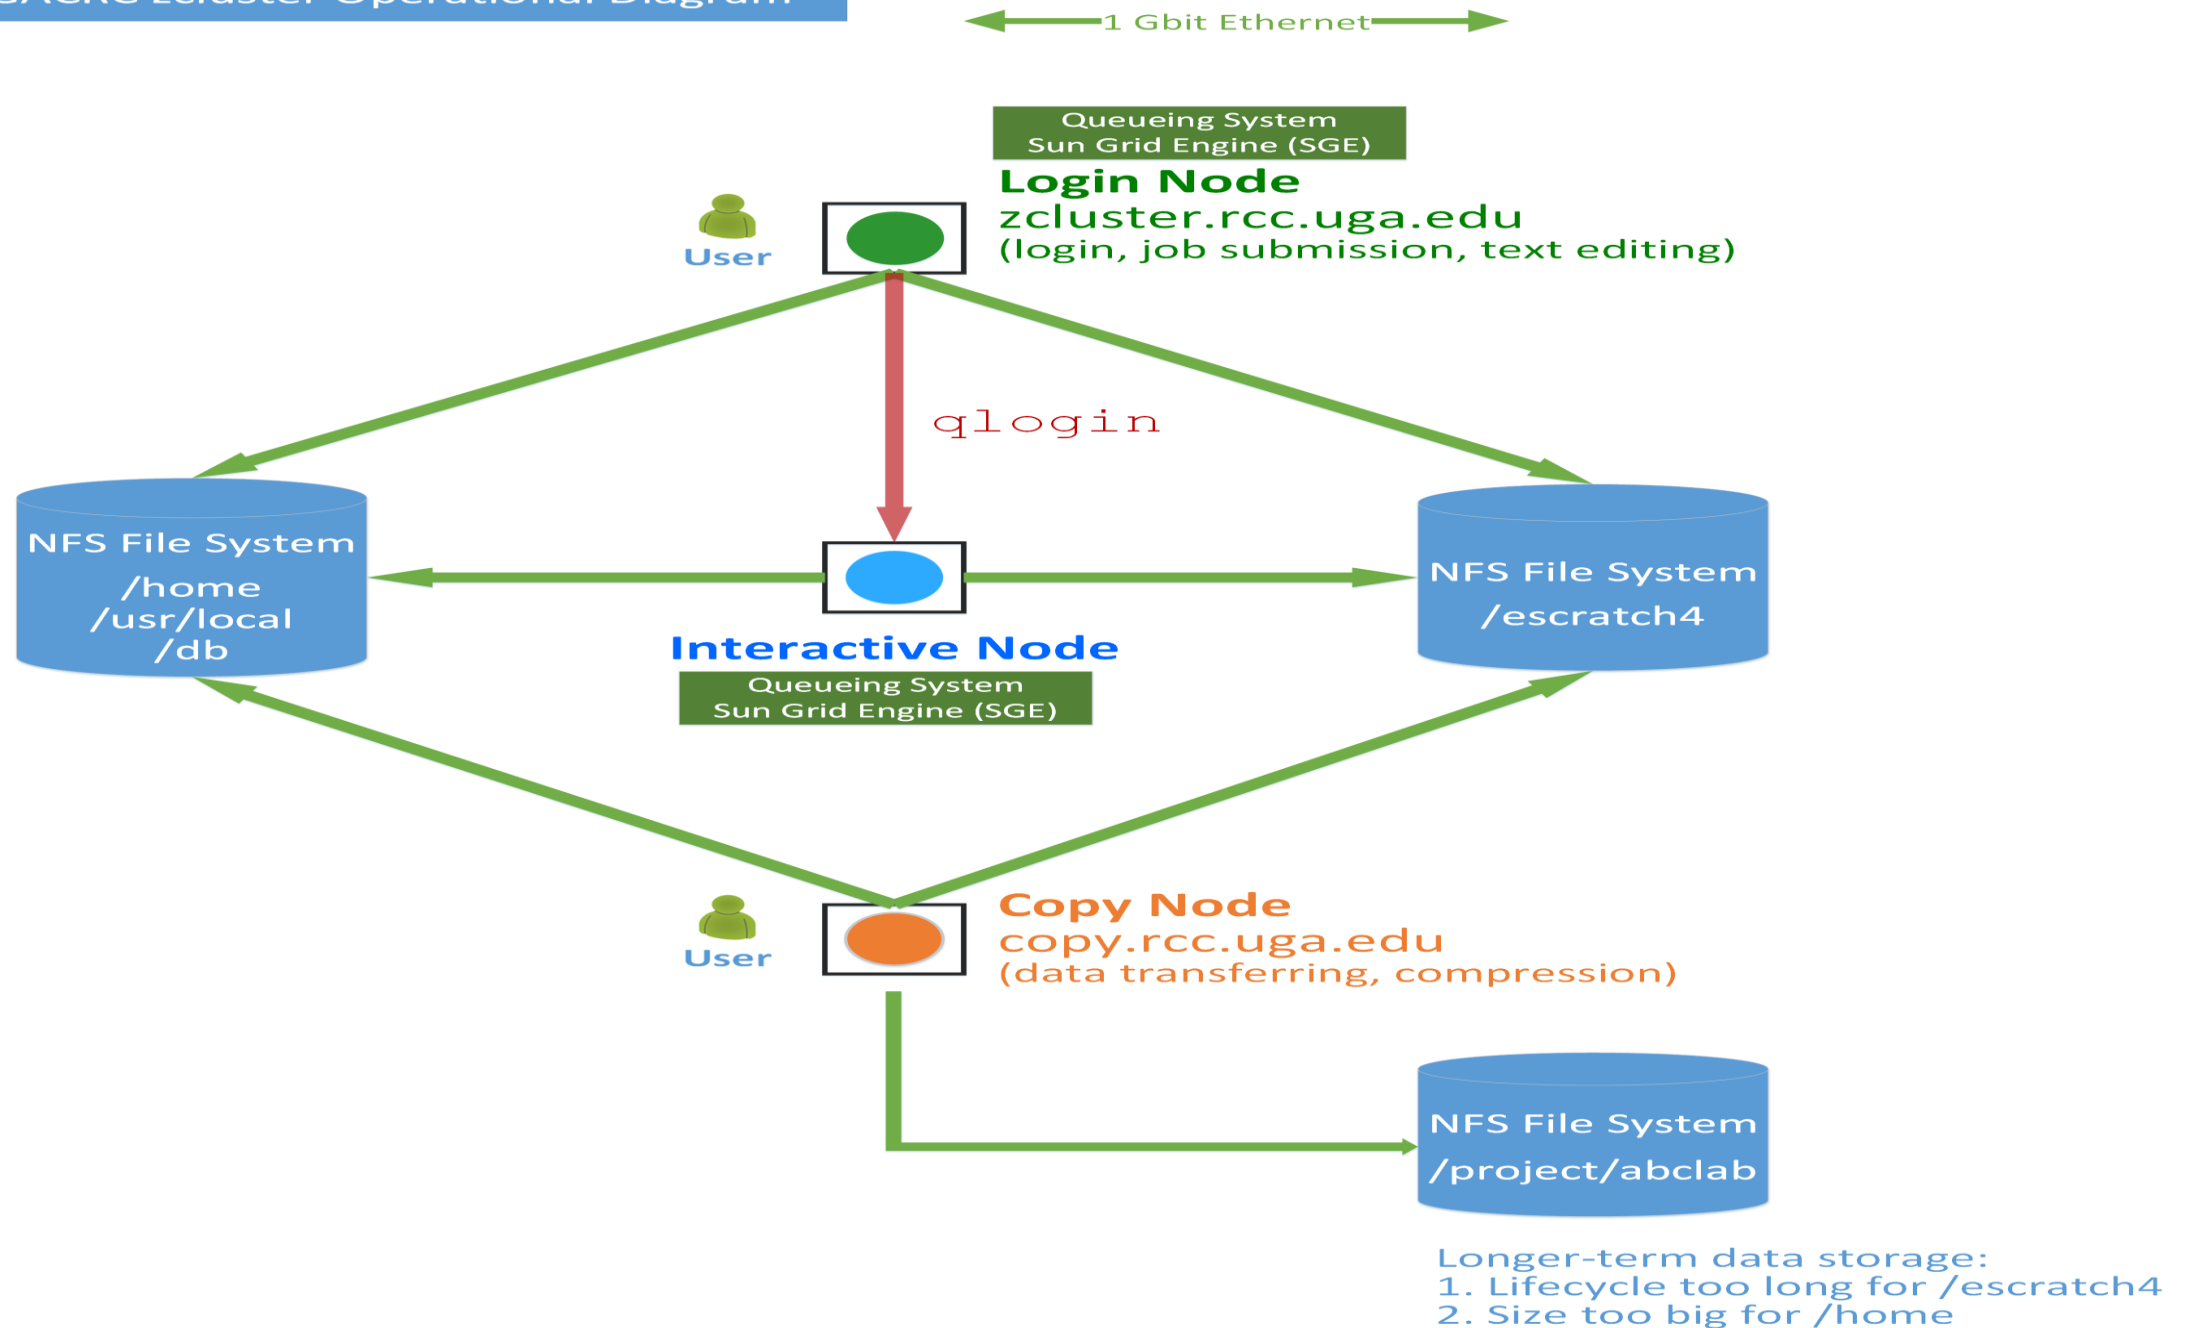 zcluster Operational Diagram
1 Gbit Ethernet
Queueing System
Sun Grid Engine (SGE)
Login Node
zcluster.rcc.uga.edu
(login, job submission, text editing)
User
qlogin
NFS File System
/home
/usr/local
/db
NFS File System
/escratch4
Interactive Node
Queueing System
Sun Grid Engine (SGE)
User
Copy Node
copy.rcc.uga.edu
(data transferring, compression)
NFS File System
/project/abclab
Longer-term data storage:
1. Lifecycle too long for /escratch4
2. Size too big for /home